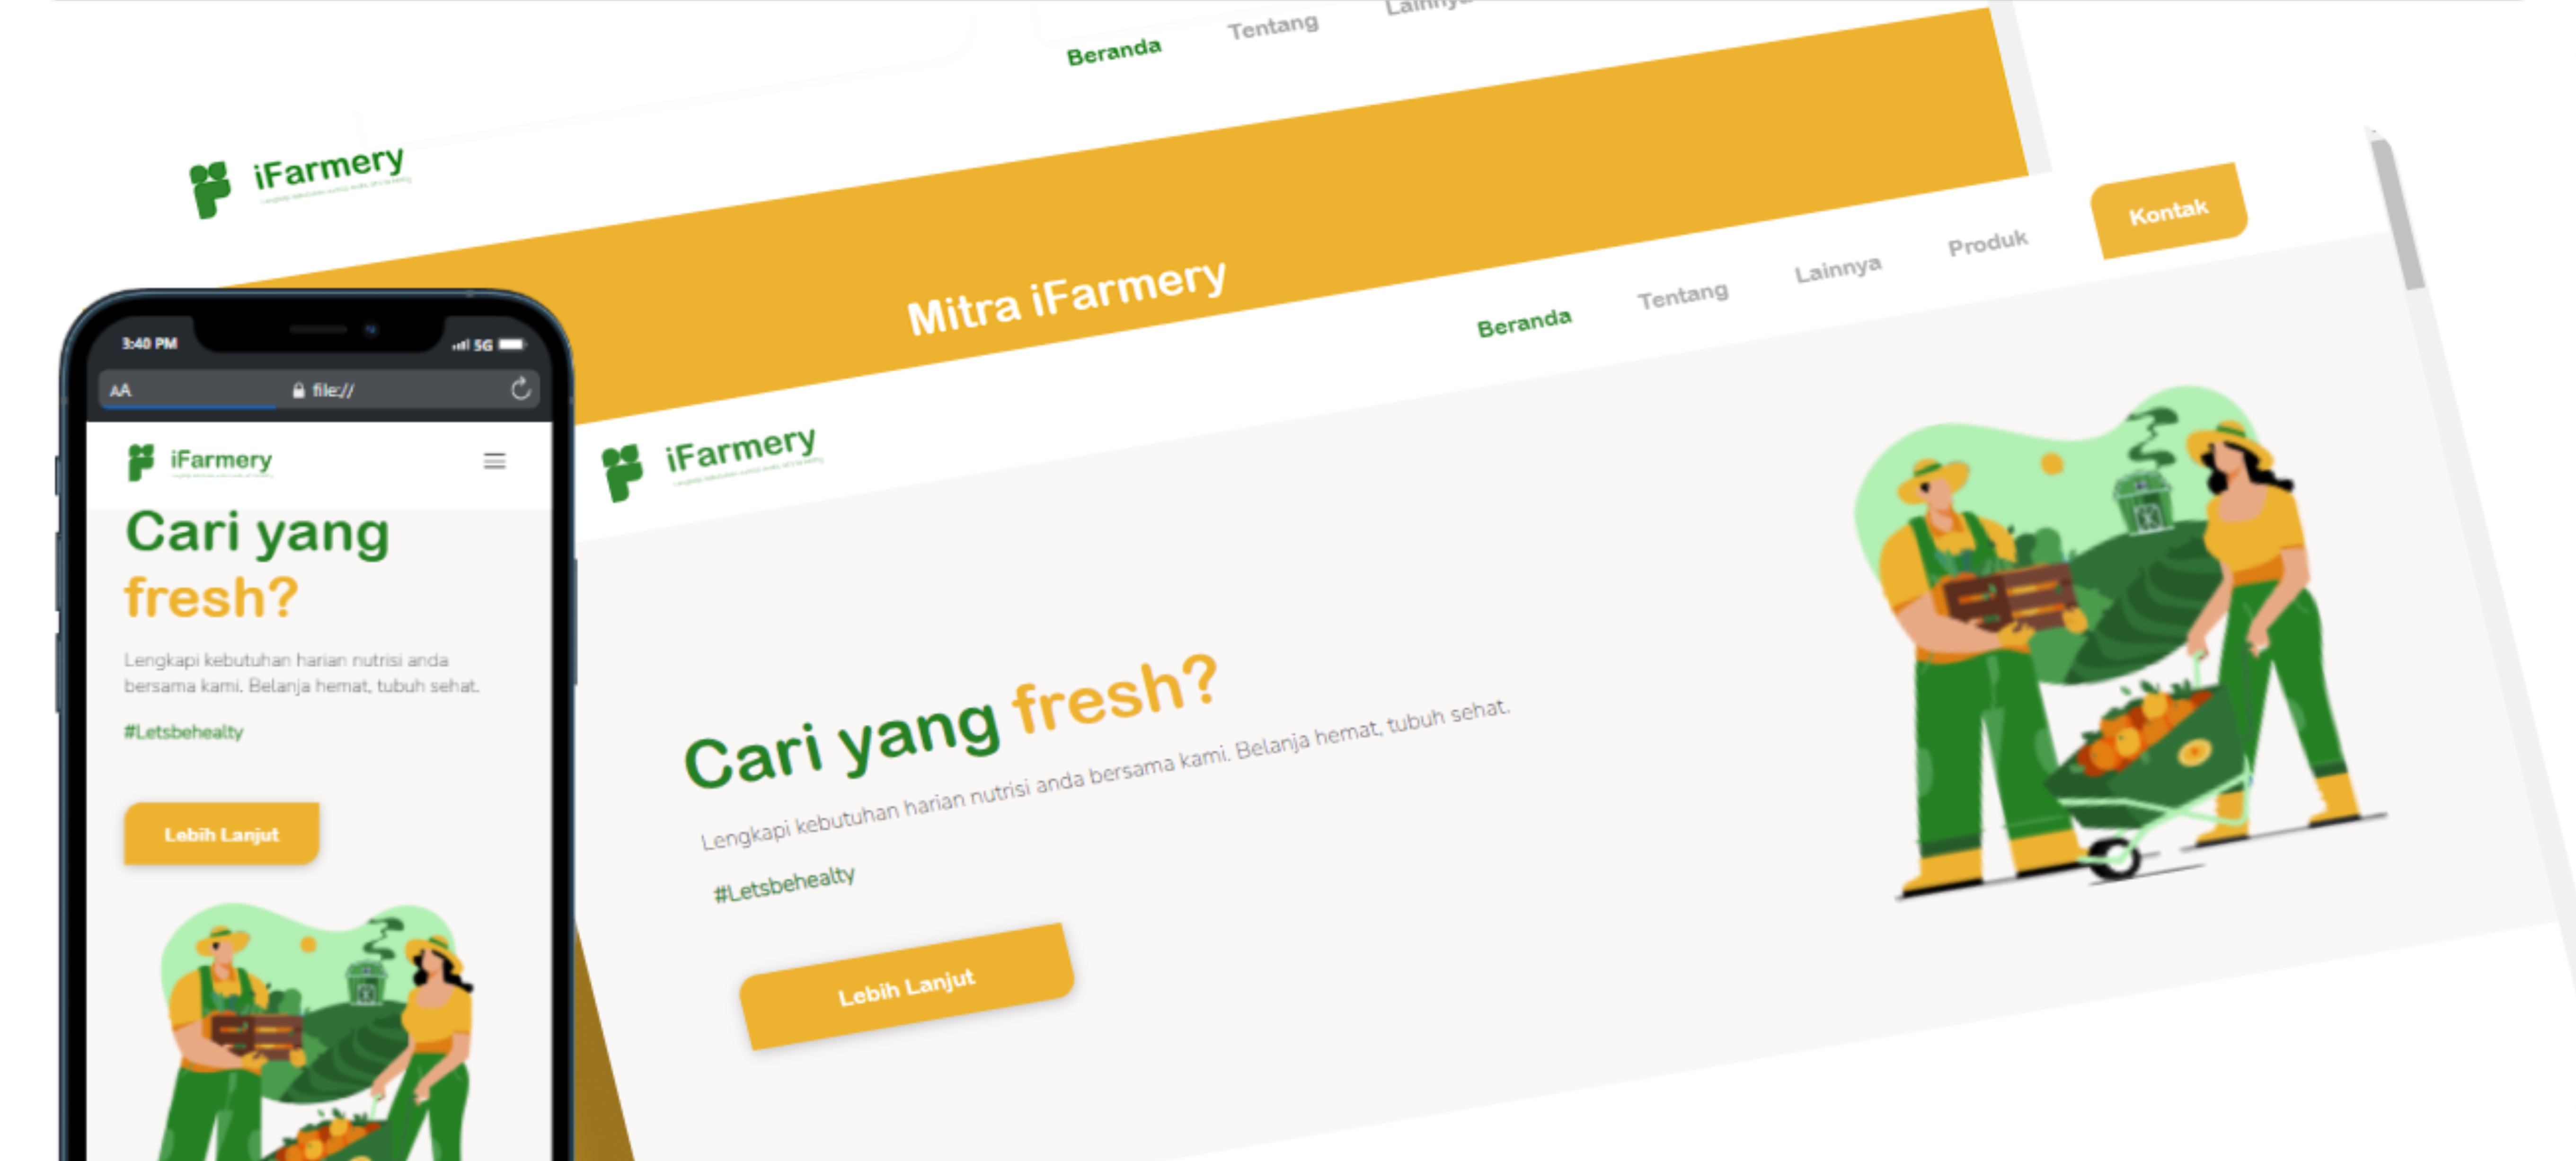 Beranda Tentang Lainnya
iFarmery
Mitra iFarmery
Beranda Tentang Lainnya Produk Kontak
iFarmery
Cari yang fresh?
Lengkapi kebutuhan harian nutrisi anda bersama kami. Belanja hemat, tubuh sehat.
#Letsbehealty
Lebih Lanjut
3:40 PM
5G
AA
file://
iFarmery
Cari yang
fresh?
Lengkapi kebutuhan harian nutrisi anda
bersama kami. Belanja hemat, tubuh sehat.
#Letsbehealty
Lebih Lanjut